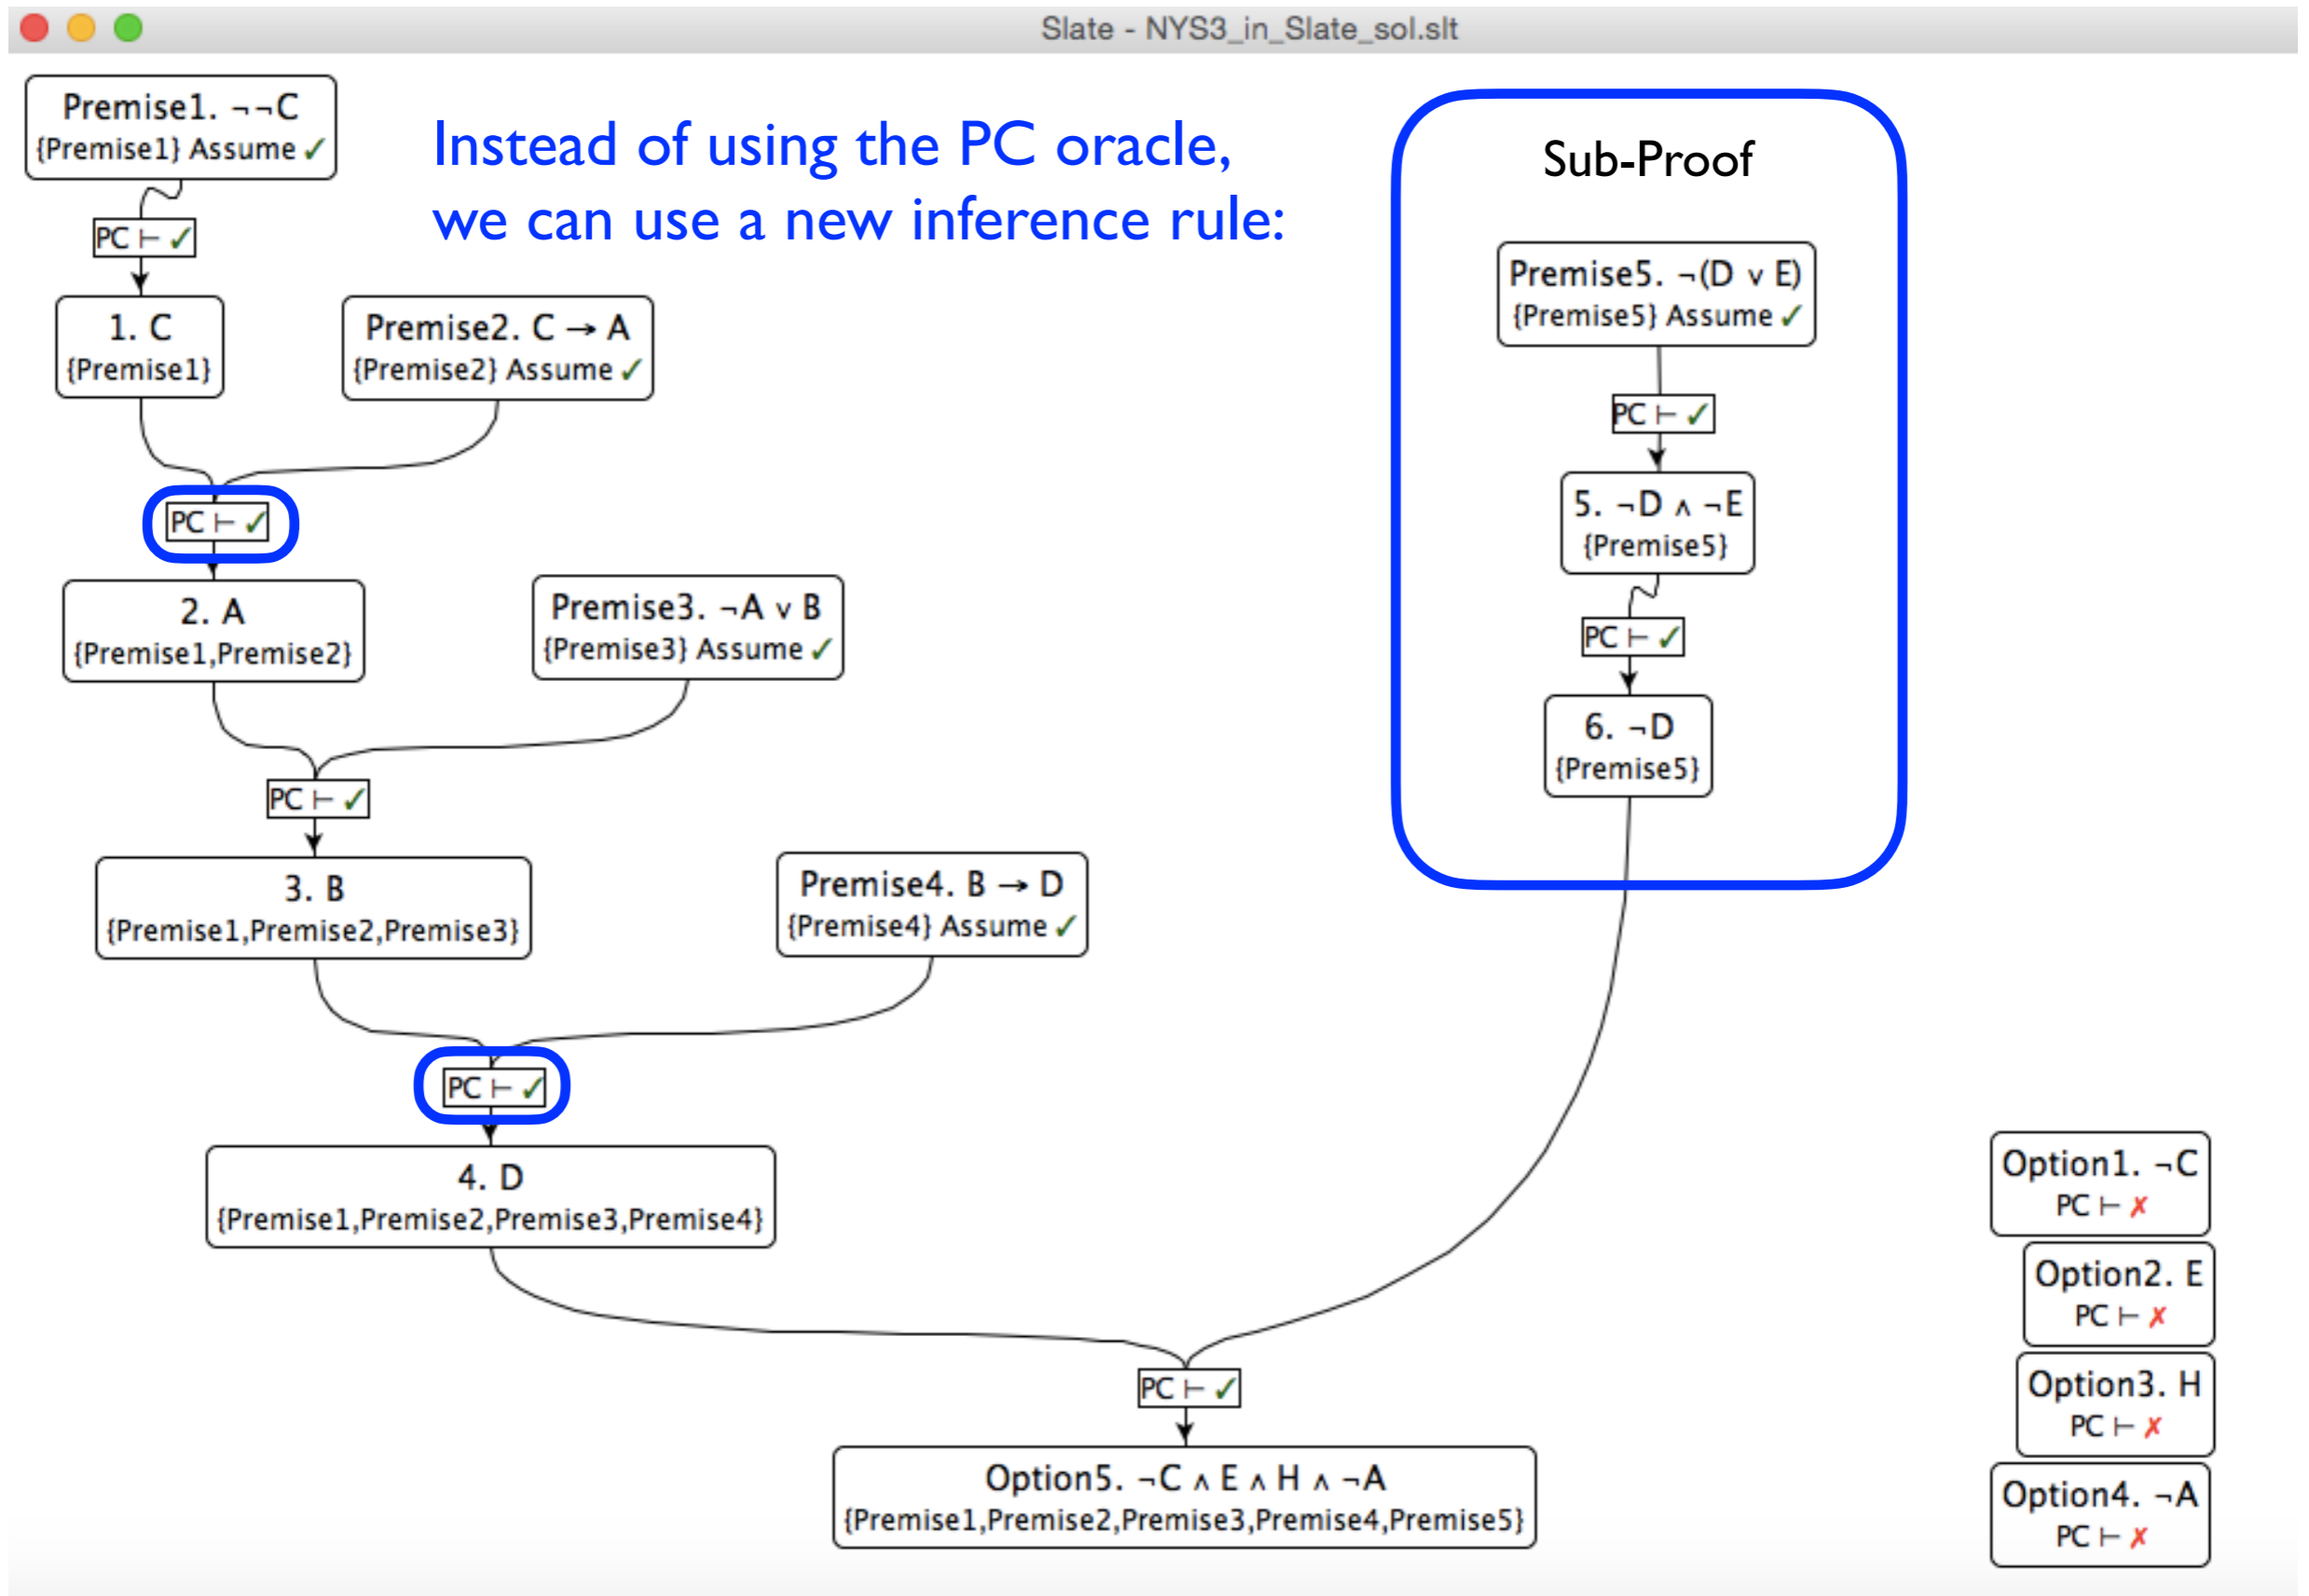 Slate - NYS3_in_Slate_sol.slt
Premise1. ¬¬C
{Premise1} Assume ✓
Instead of using the PC oracle,
we can use a new inference rule:
Sub-Proof
PC ⊢ ✓
Premise5. ¬(D ∨ E)
{Premise5} Assume ✓
1. C
{Premise1}
Premise2. C → A
{Premise2} Assume ✓
PC ⊢ ✓
PC ⊢ ✓
5. ¬D ∧ ¬E
{Premise5}
2. A
{Premise1,Premise2}
Premise3. ¬A ∨ B
{Premise3} Assume ✓
PC ⊢ ✓
6. ¬D
{Premise5}
PC ⊢ ✓
3. B
{Premise1,Premise2,Premise3}
Premise4. B → D
{Premise4} Assume ✓
PC ⊢ ✓
4. D
{Premise1,Premise2,Premise3,Premise4}
Option1. ¬C
PC ⊢ ✗
Option2. E
PC ⊢ ✗
Option3. H
PC ⊢ ✗
PC ⊢ ✓
Option5. ¬C ∧ E ∧ H ∧ ¬A
{Premise1,Premise2,Premise3,Premise4,Premise5}
Option4. ¬A
PC ⊢ ✗